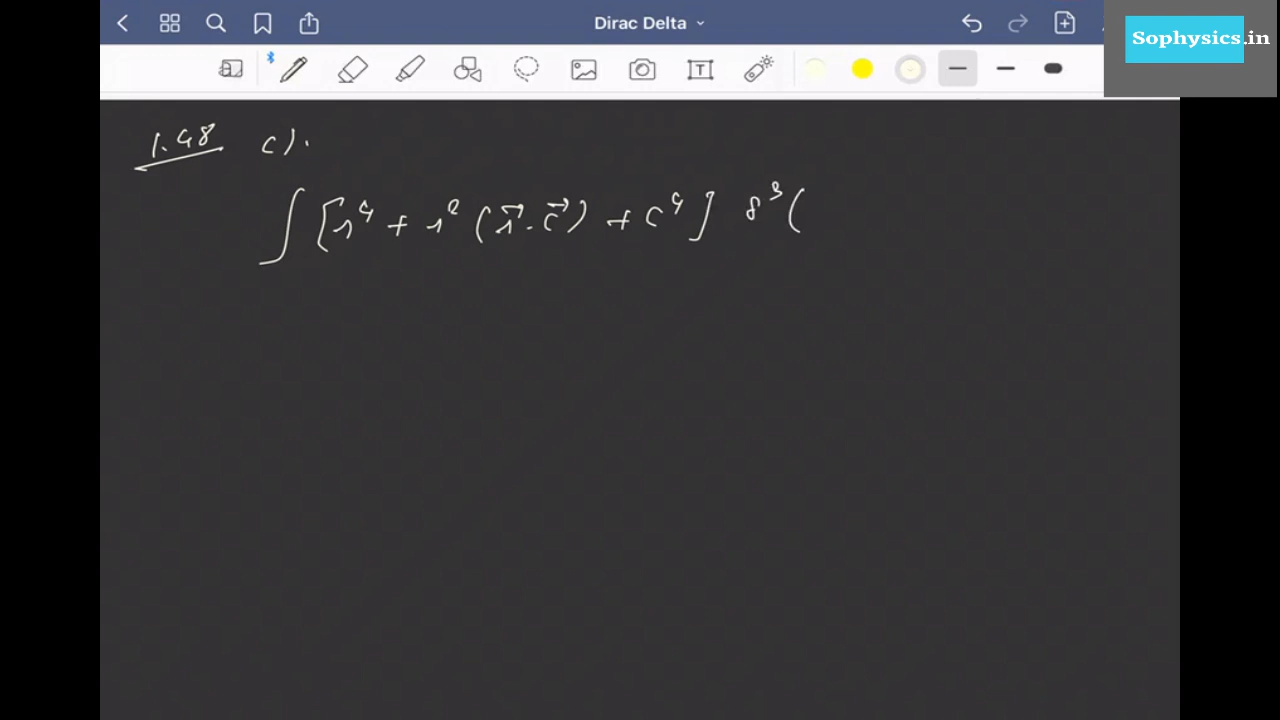 Dirac Delta
Sophysics.in
T
1.48 c).
∫ [r⁴ + r² (r⃗ · c⃗) + c⁴] δ³(